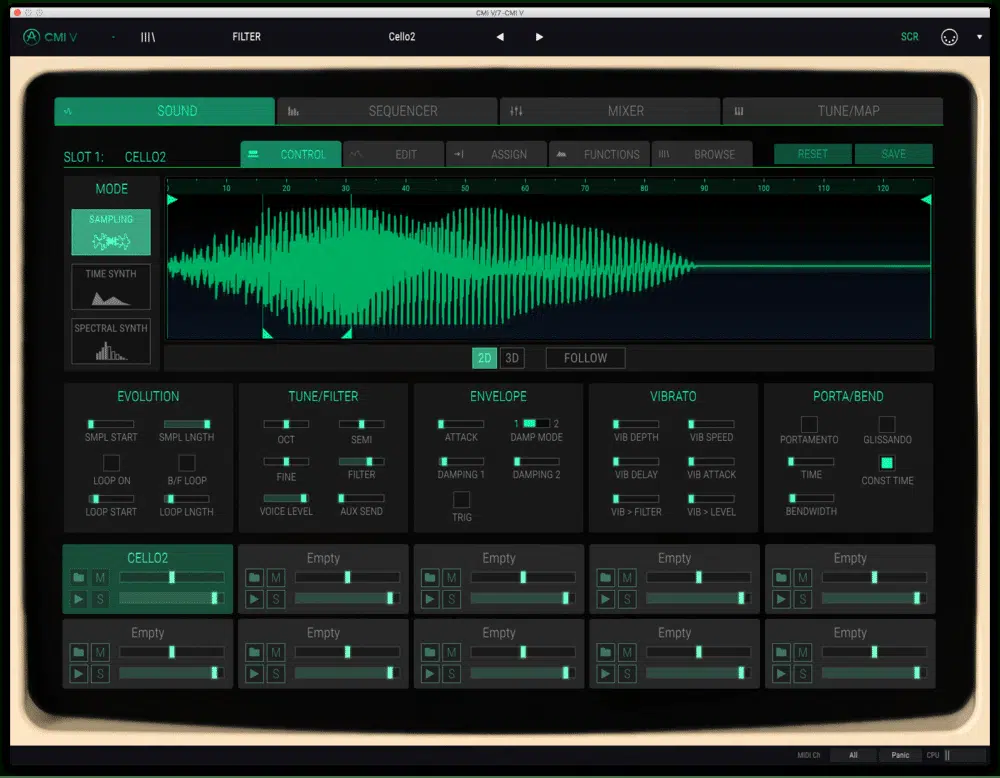 CMI V/7-CMI V
CMI V FILTER Cello2 SCR
SOUND SEQUENCER MIXER TUNE/MAP
SLOT 1: CELLO2 CONTROL EDIT ASSIGN FUNCTIONS BROWSE RESET SAVE
MODE
0 10 20 30 40 50 60 70 80 90 100 110 120
SAMPLING
TIME SYNTH
SPECTRAL SYNTH
2D 3D FOLLOW
EVOLUTION TUNE/FILTER ENVELOPE VIBRATO PORTA/BEND
1 2
SMPL START SMPL LNGTH OCT SEMI ATTACK DAMP MODE VIB DEPTH VIB SPEED PORTAMENTO GLISSANDO
LOOP ON B/F LOOP FINE FILTER DAMPING 1 DAMPING 2 VIB DELAY VIB ATTACK TIME CONST TIME
LOOP START LOOP LNGTH VOICE LEVEL AUX SEND TRIG VIB > FILTER VIB > LEVEL BENDWIDTH
CELLO2 Empty Empty Empty Empty
M M M M M
S S S S S
Empty Empty Empty Empty Empty
M M M M M
S S S S S
MIDI Ch All Panic CPU